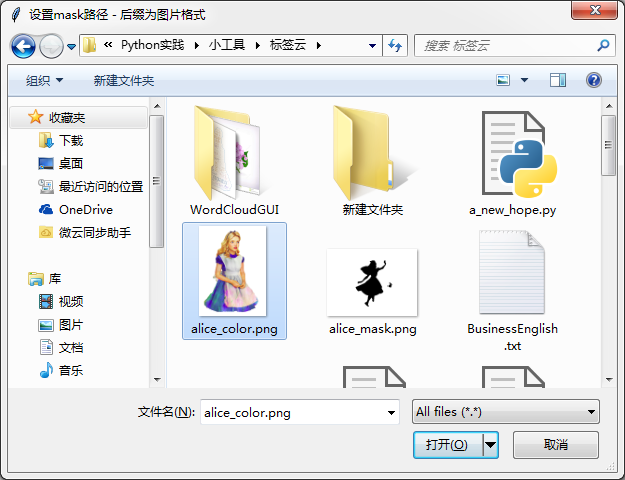 设置mask路径 - 后缀为图片格式
« Python实践 ▸ 小工具 ▸ 标签云 ▸
搜索 标签云
组织 新建文件夹
收藏夹
下载
桌面
最近访问的位置
OneDrive
微云同步助手
库
视频
图片
文档
音乐
WordCloudGUI
新建文件夹
a_new_hope.py
alice_color.png
alice_mask.png
BusinessEnglish
.txt
文件名(N): alice_color.png
All files (*.*)
打开(O) 取消